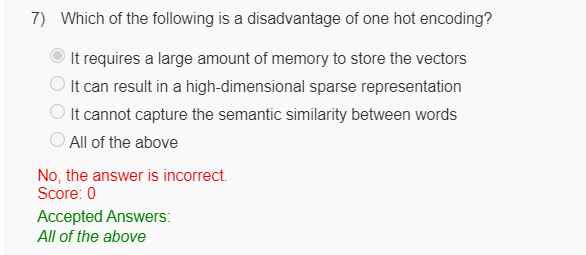 7) Which of the following is a disadvantage of one hot encoding?
It requires a large amount of memory to store the vectors
It can result in a high-dimensional sparse representation
It cannot capture the semantic similarity between words
All of the above
No, the answer is incorrect.
Score: 0
Accepted Answers:
All of the above